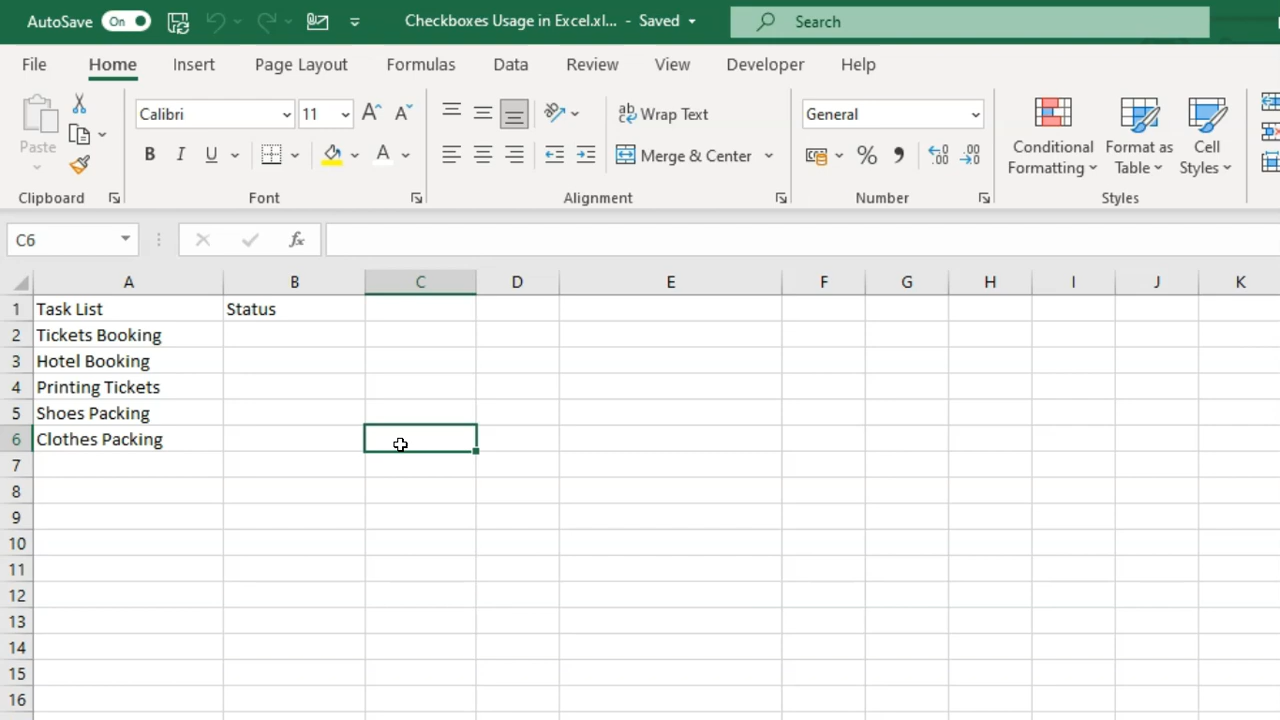 AutoSave On Checkboxes Usage in Excel.xl... - Saved Search
File Home Insert Page Layout Formulas Data Review View Developer Help
Calibri 11 A A ab Wrap Text General
Paste B I U A Merge & Center % Conditional Formatting Format as Table Cell Styles
Clipboard Font Alignment Number Styles
C6 fx
A B C D E F G H I J K
1 Task List Status
2 Tickets Booking
3 Hotel Booking
4 Printing Tickets
5 Shoes Packing
6 Clothes Packing
7
8
9
10
11
12
13
14
15
16